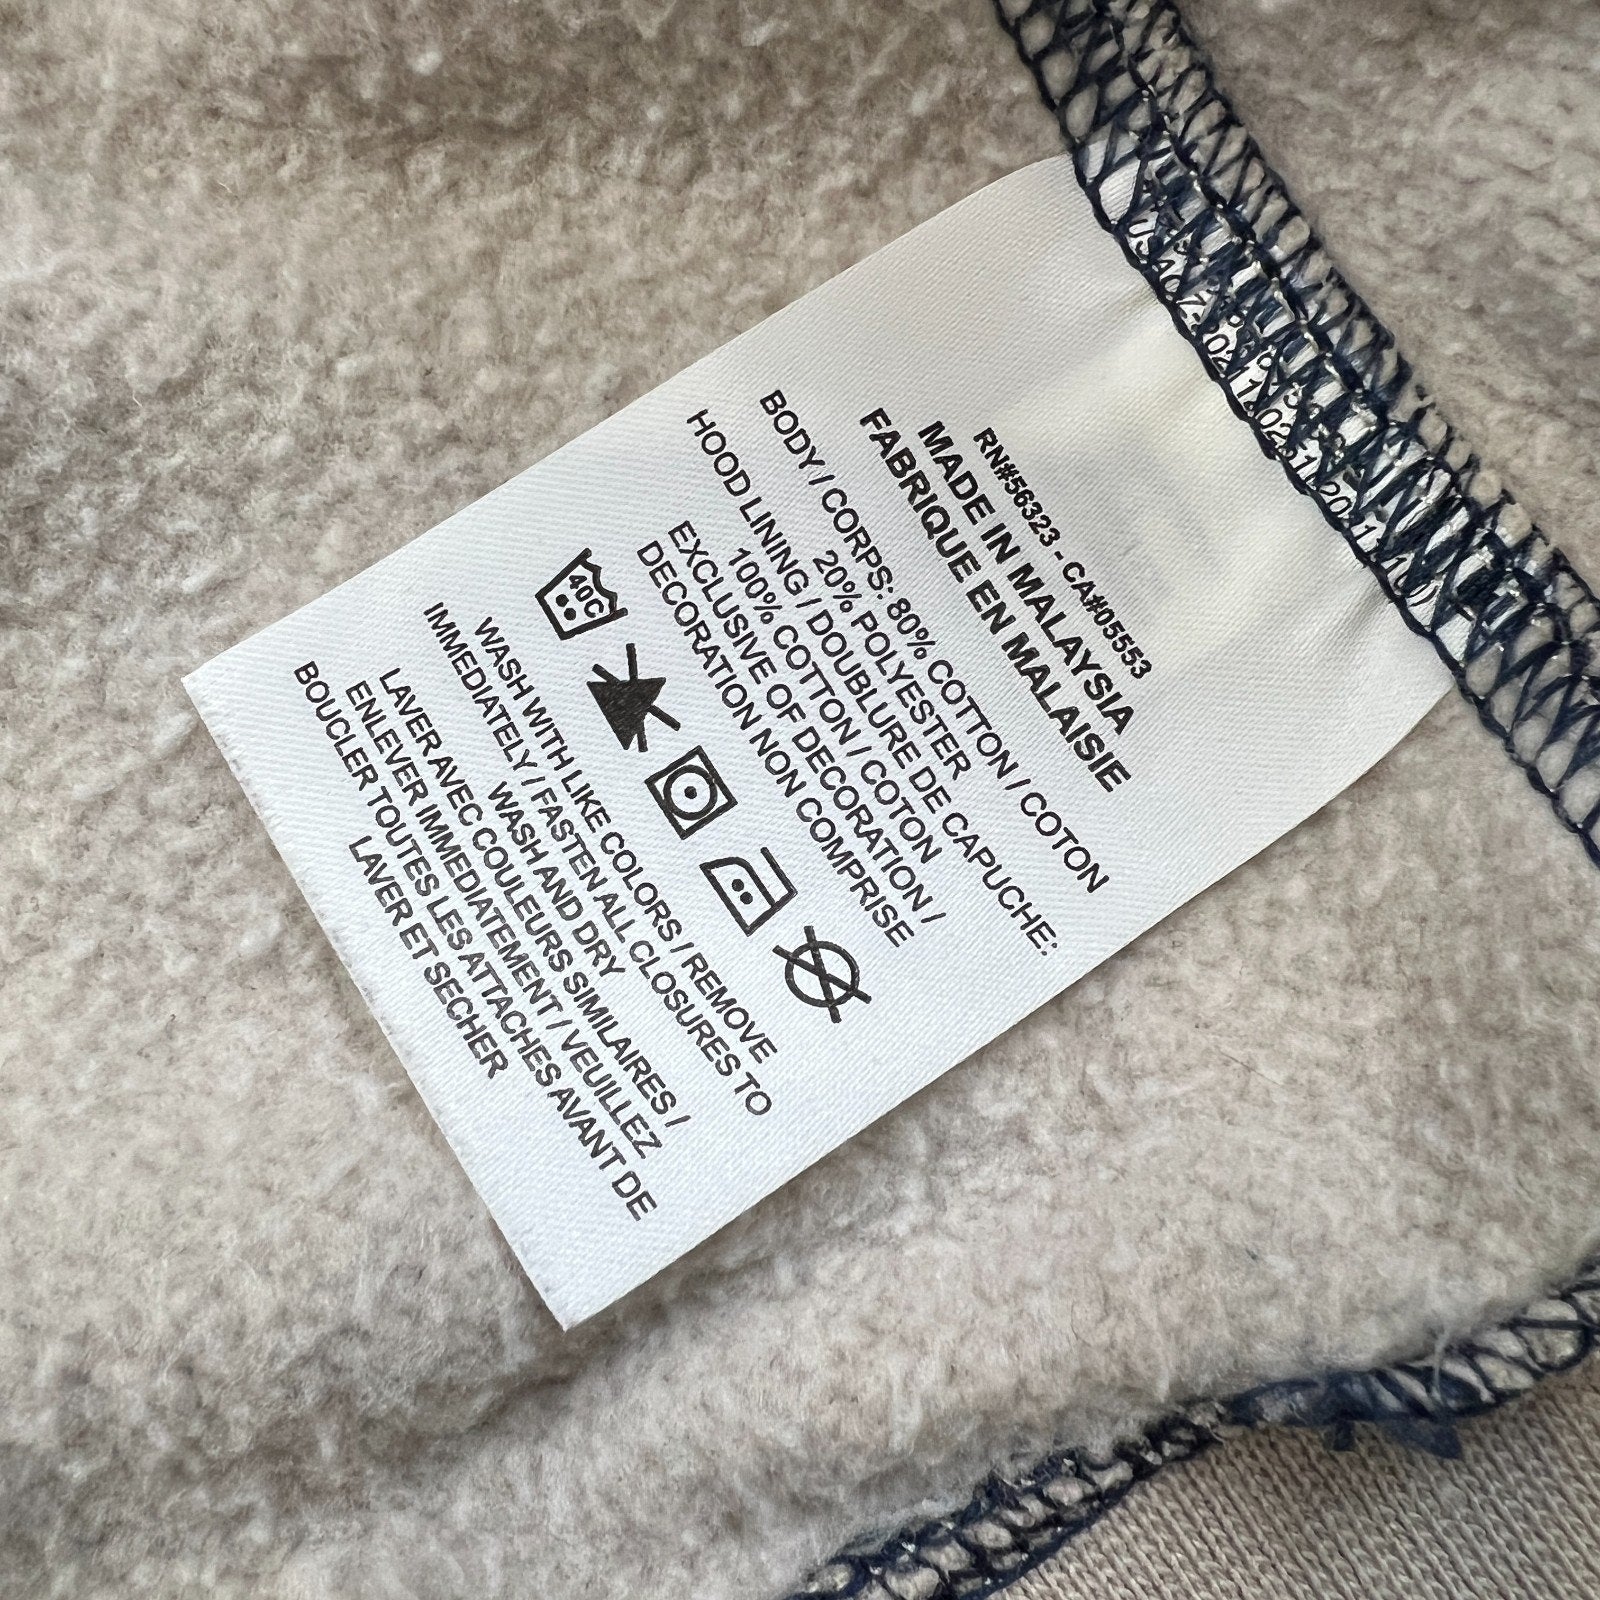 RN#56323 - CA#05553
MADE IN MALAYSIA
FABRIQUE EN MALAISIE
BODY / CORPS: 80% COTTON / COTON
20% POLYESTER
HOOD LINING / DOUBLURE DE CAPUCHE:
100% COTTON / COTON
EXCLUSIVE OF DECORATION /
DECORATION NON COMPRISE
40C
WASH WITH LIKE COLORS / REMOVE
IMMEDIATELY / FASTEN ALL CLOSURES TO
WASH AND DRY
LAVER AVEC COULEURS SIMILAIRES /
ENLEVER IMMEDIATEMENT / VEUILLEZ
BOUCLER TOUTES LES ATTACHES AVANT DE
LAVER ET SECHER